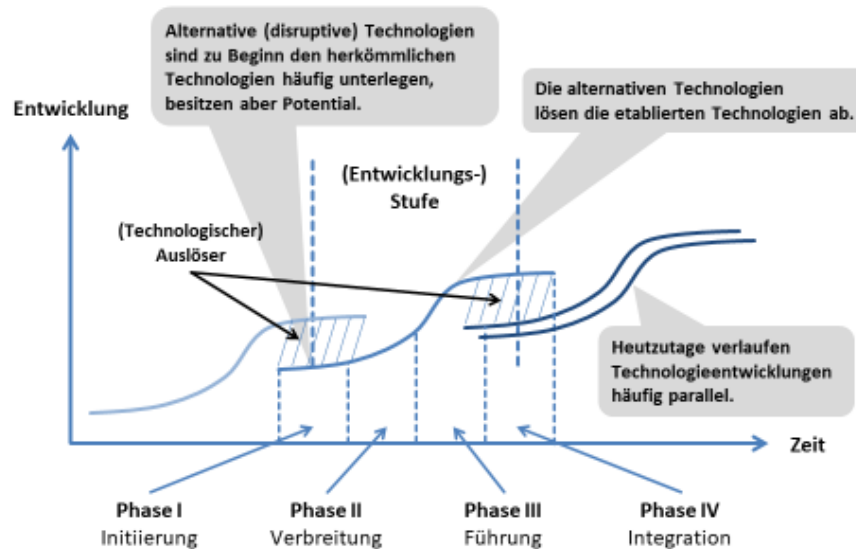 Alternative (disruptive) Technologien
sind zu Beginn den herkömmlichen
Technologien häufig unterlegen,
besitzen aber Potential.
Die alternativen Technologien
lösen die etablierten Technologien ab.
Entwicklung
(Entwicklungs-)
Stufe
(Technologischer)
Auslöser
Heutzutage verlaufen
Technologieentwicklungen
häufig parallel.
Zeit
Phase I
Initiierung
Phase II
Verbreitung
Phase III
Führung
Phase IV
Integration